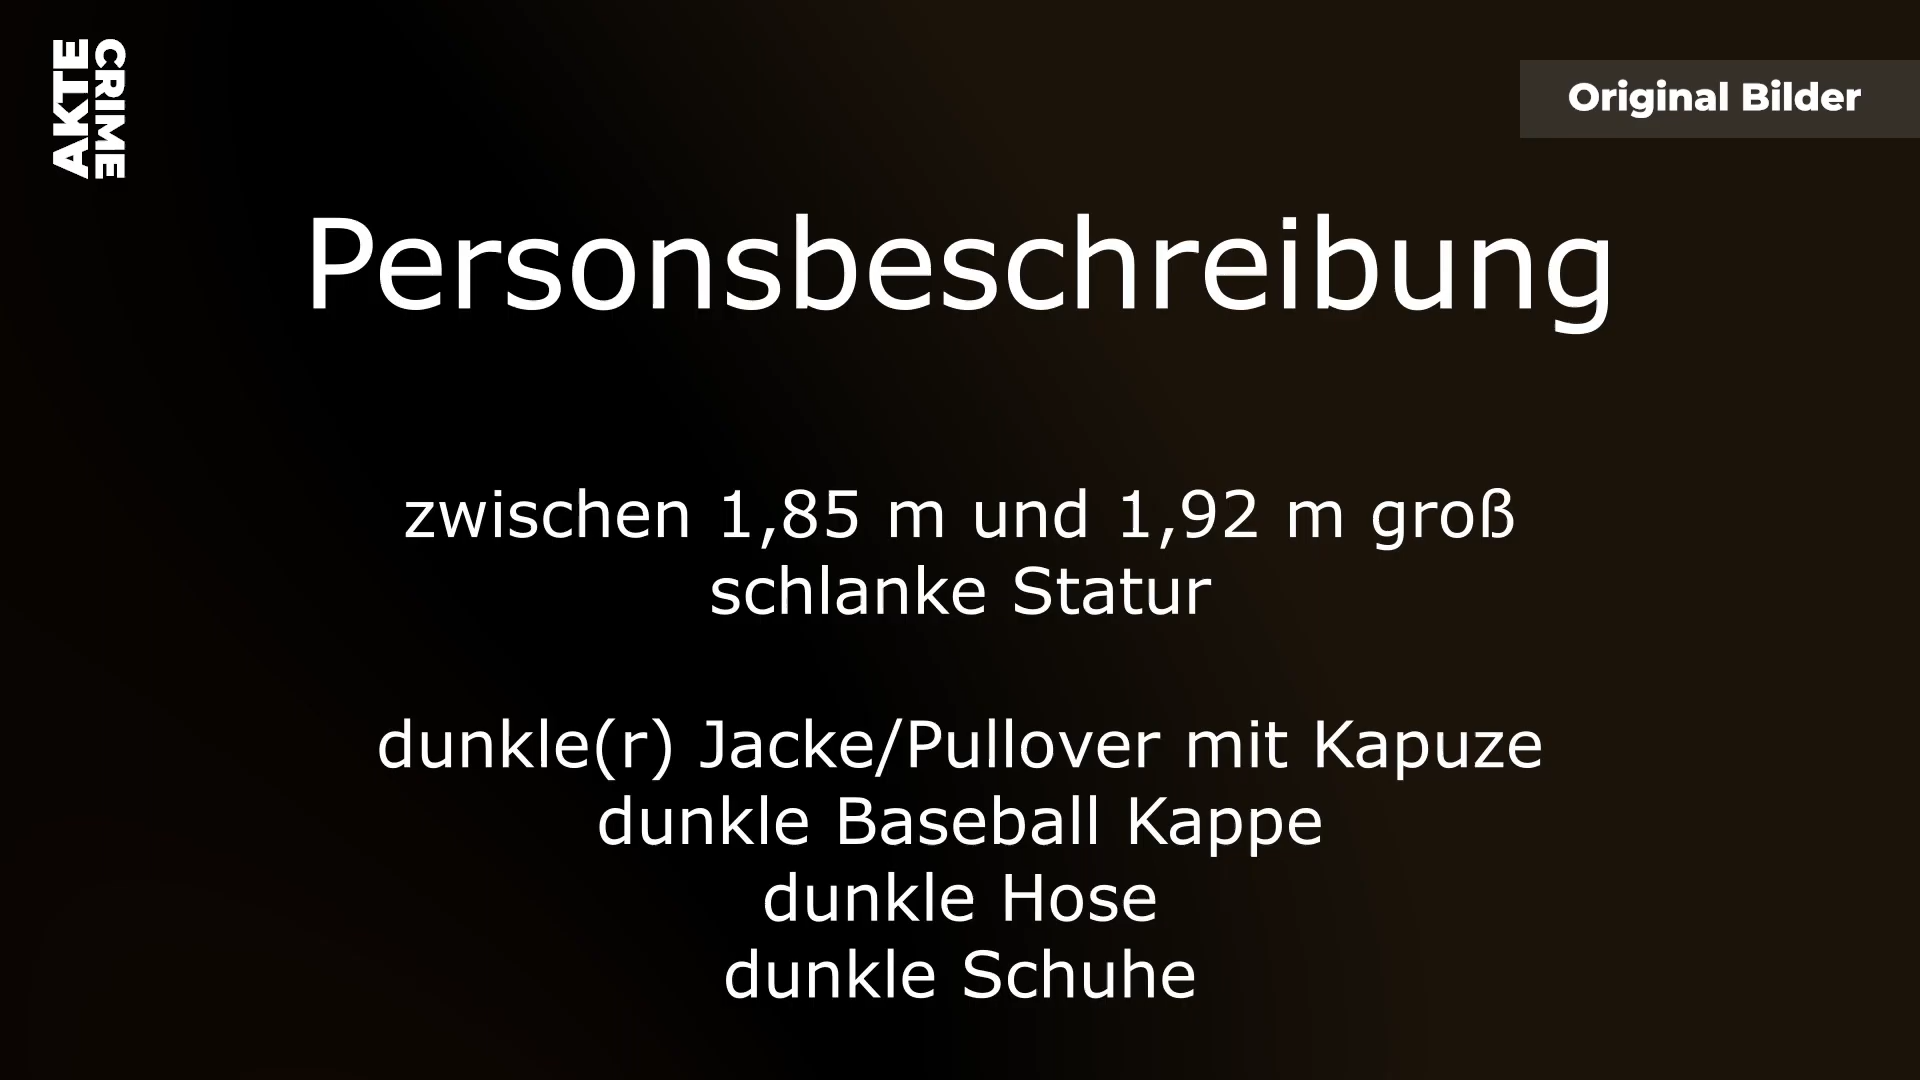 AKTE
CRIME
Original Bilder
Personsbeschreibung
zwischen 1,85 m und 1,92 m groß
schlanke Statur
dunkle(r) Jacke/Pullover mit Kapuze
dunkle Baseball Kappe
dunkle Hose
dunkle Schuhe